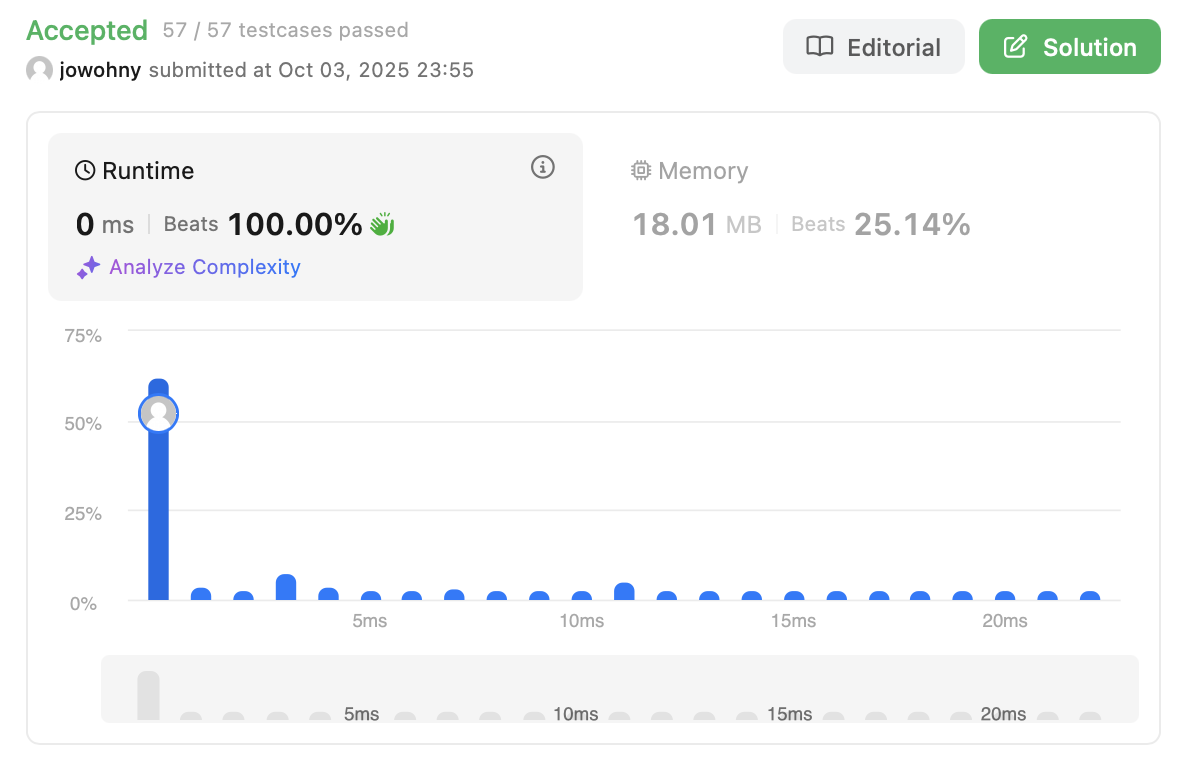 Accepted 57 / 57 testcases passed
jowohny submitted at Oct 03, 2025 23:55
Editorial
Solution
Runtime
0 ms Beats 100.00%
Analyze Complexity
Memory
18.01 MB Beats 25.14%
75%
50%
25%
0%
5ms 10ms 15ms 20ms
5ms 10ms 15ms 20ms